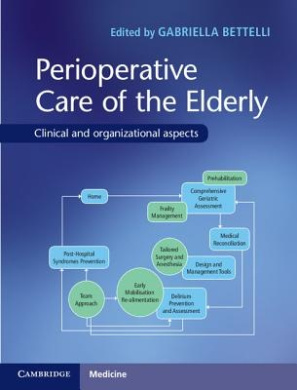 Edited by GABRIELLA BETTELLI
Perioperative
Care of the Elderly
Clinical and organizational aspects
Prehabilitation
Comprehensive
Geriatric
Assessment
Home
Frailty
Management
Medical
Reconciliation
Tailored
Surgery and
Anesthesia
Post-Hospital
Syndromes Prevention
Design and
Management Tools
Early
Mobilisation
Re-alimentation
Team
Approach
Delirium
Prevention
and Assessment
CAMBRIDGE
Medicine